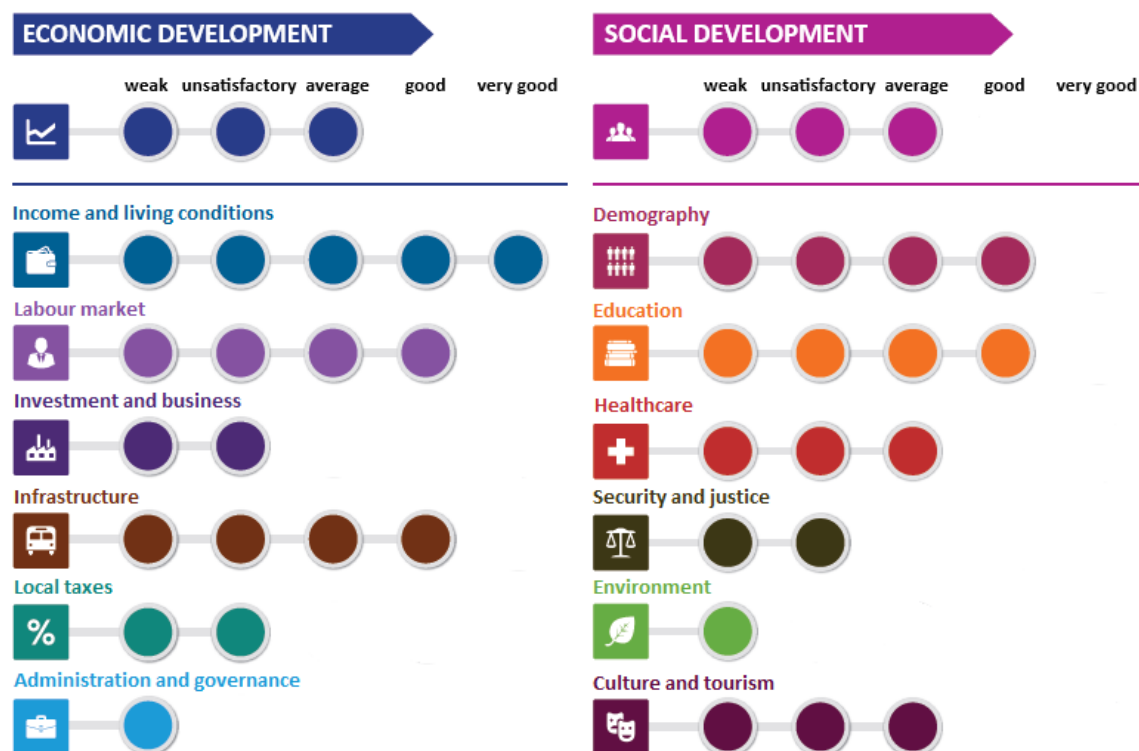 ECONOMIC DEVELOPMENT
weak unsatisfactory average good very good
Income and living conditions
Labour market
Investment and business
Infrastructure
Local taxes
%
Administration and governance
SOCIAL DEVELOPMENT
weak unsatisfactory average good very good
Demography
Education
Healthcare
Security and justice
Environment
Culture and tourism